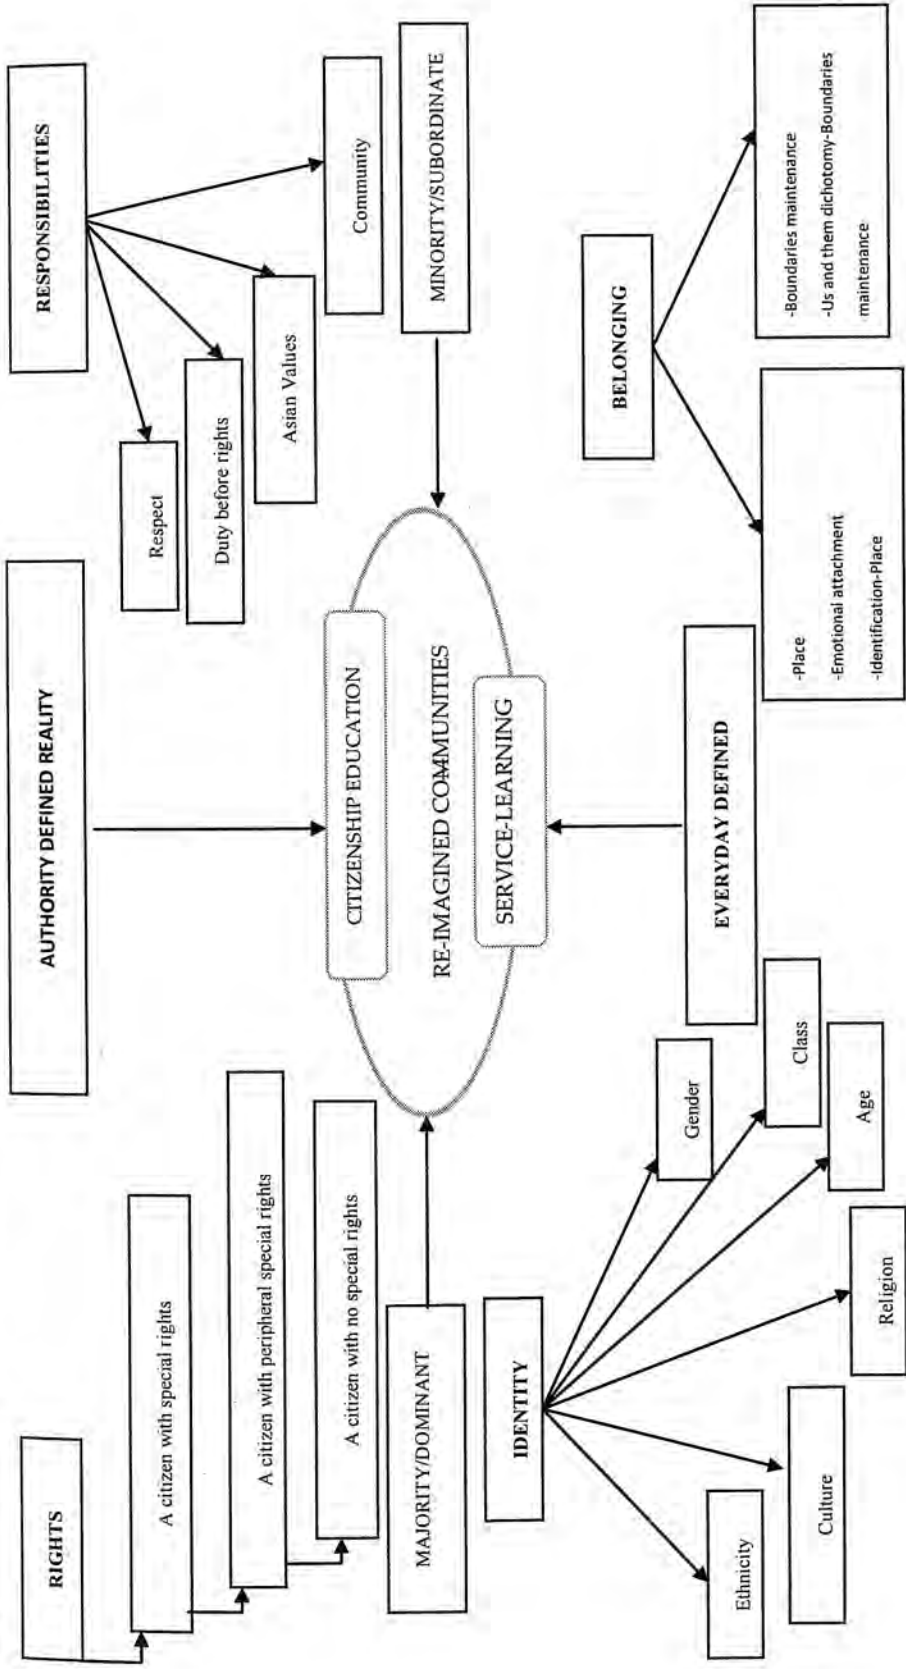 AUTHORITY DEFINED REALITY
RIGHTS
A citizen with special rights
A citizen with peripheral special rights
A citizen with no special rights
RESPONSIBILITIES
Respect
Duty before rights
Asian Values
Community
MAJORITY/DOMINANT
CITIZENSHIP EDUCATION
RE-IMAGINED COMMUNITIES
SERVICE-LEARNING
MINORITY/SUBORDINATE
IDENTITY
Ethnicity
Culture
Religion
Age
Class
Gender
EVERYDAY DEFINED
BELONGING
-Place
-Emotional attachment
-Identification-Place
-Boundaries maintenance
-Us and them dichotomy-Boundaries
maintenance